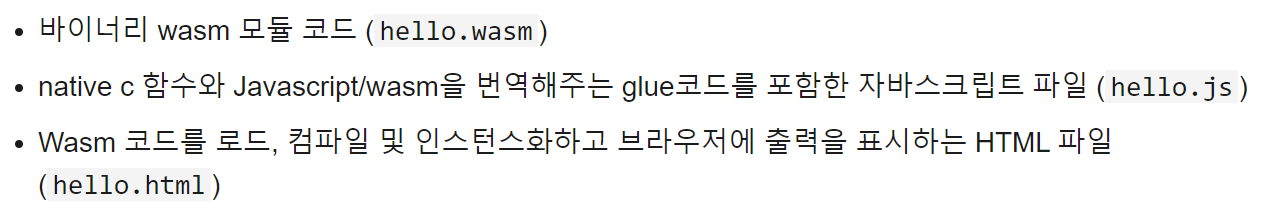 • 바이너리 wasm 모듈 코드 (hello.wasm)
• native c 함수와 Javascript/wasm을 번역해주는 glue코드를 포함한 자바스크립트 파일 (hello.js)
• Wasm 코드를 로드, 컴파일 및 인스턴스화하고 브라우저에 출력을 표시하는 HTML 파일
(hello.html)